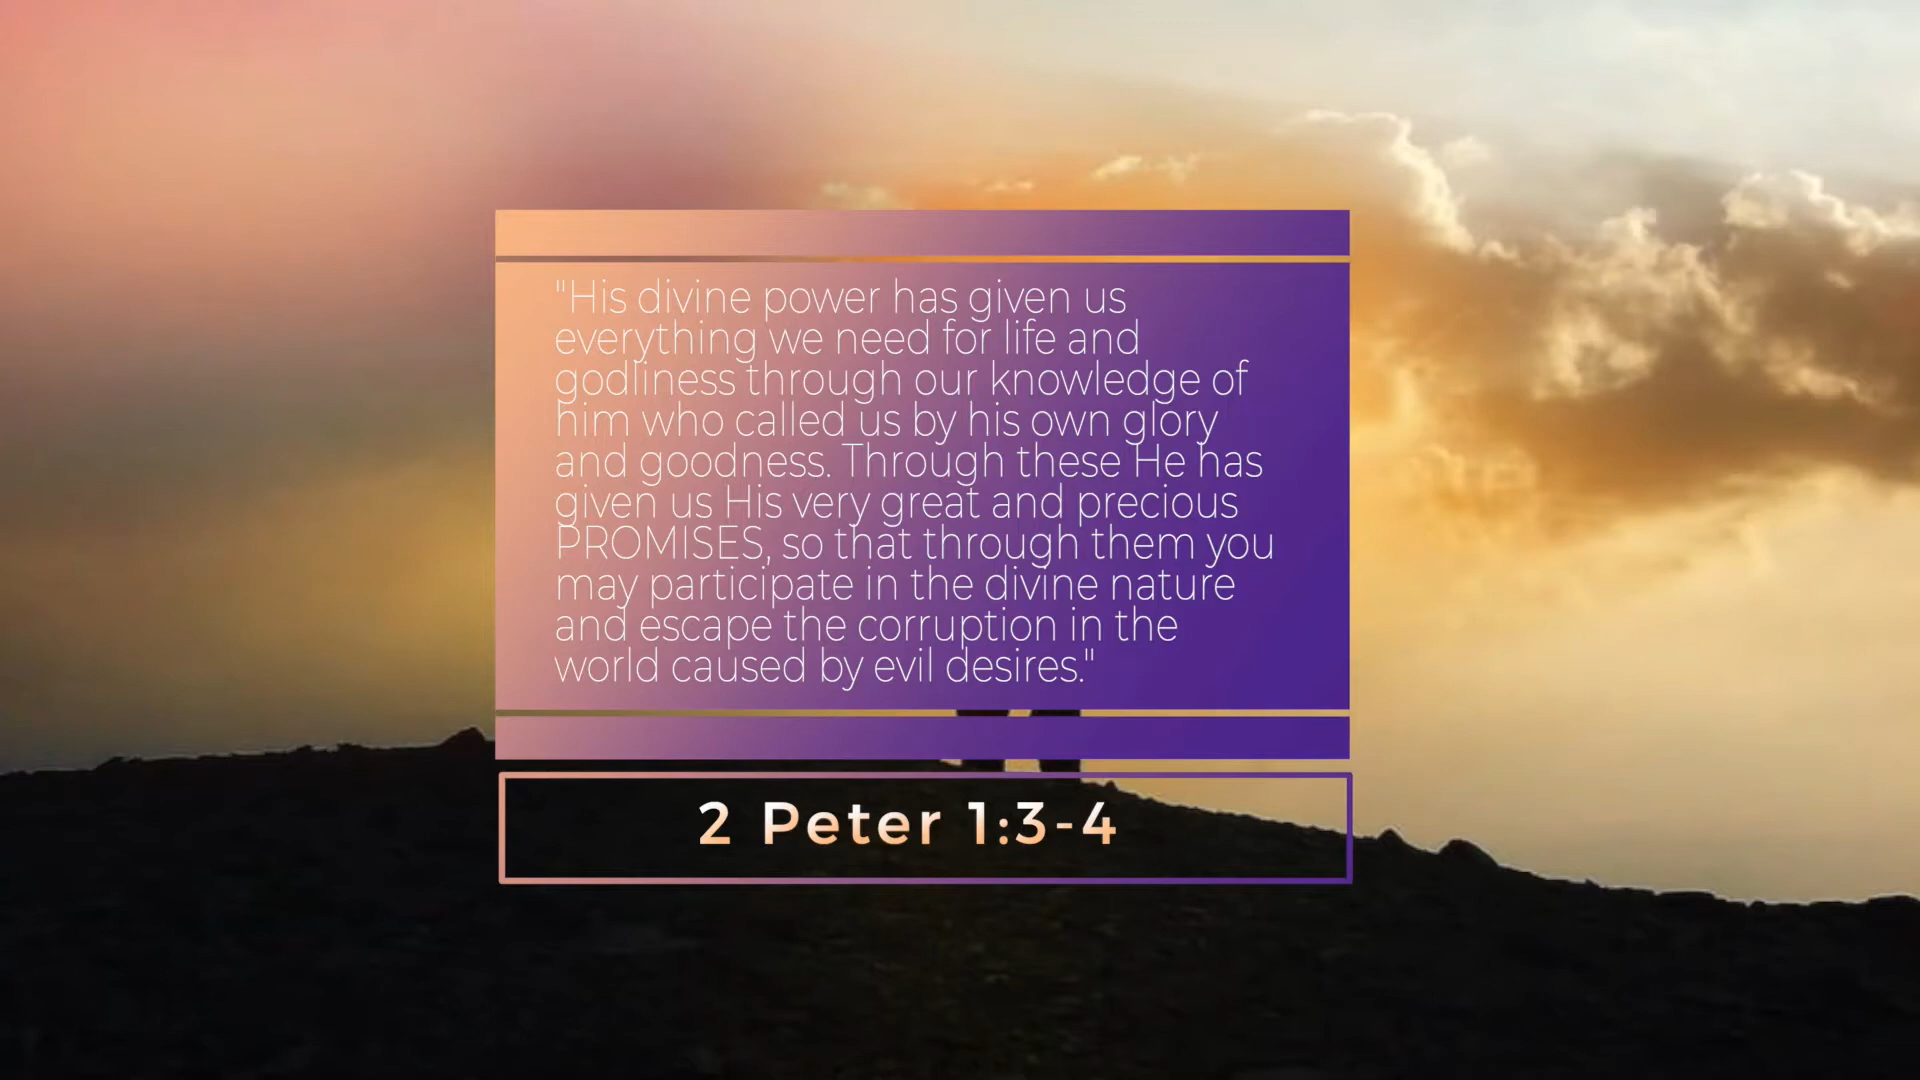 "His divine power has given us
everything we need for life and
godliness through our knowledge of
him who called us by his own glory
and goodness. Through these He has
given us His very great and precious
PROMISES, so that through them you
may participate in the divine nature
and escape the corruption in the
world caused by evil desires."
2 Peter 1:3-4